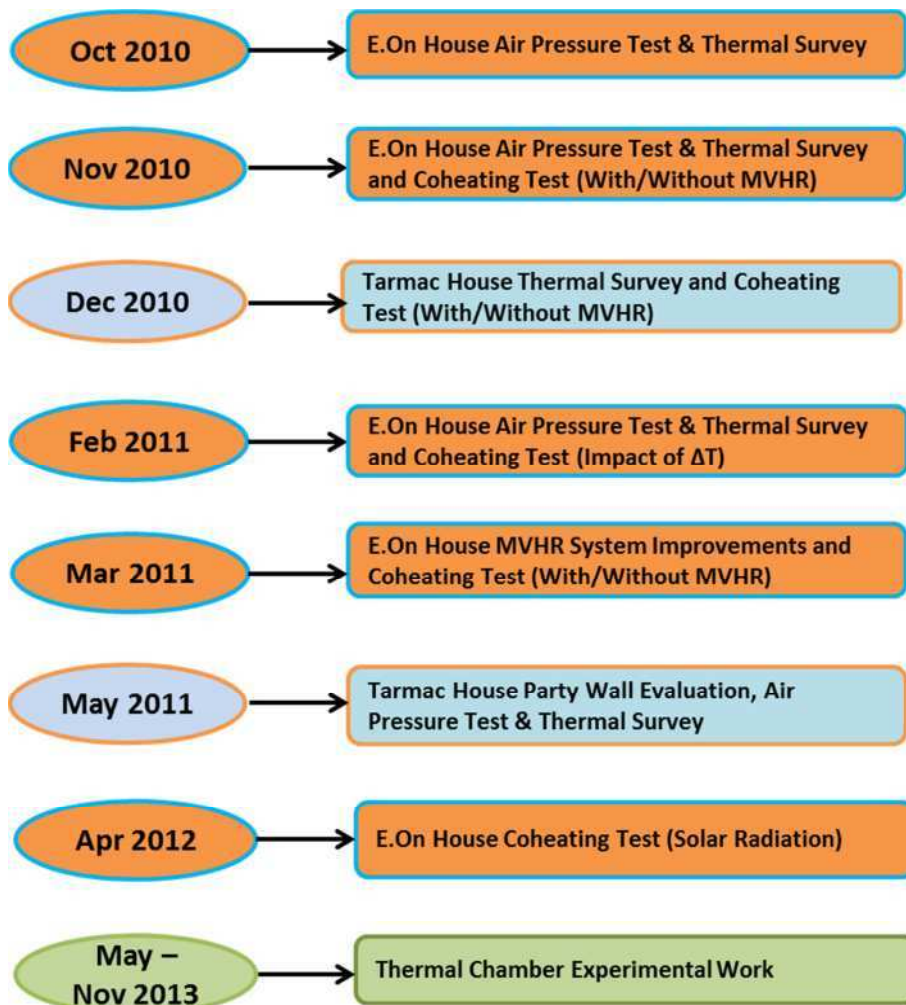 Oct 2010
E.On House Air Pressure Test & Thermal Survey
Nov 2010
E.On House Air Pressure Test & Thermal Survey
and Coheating Test (With/Without MVHR)
Dec 2010
Tarmac House Thermal Survey and Coheating
Test (With/Without MVHR)
Feb 2011
E.On House Air Pressure Test & Thermal Survey
and Coheating Test (Impact of ΔT)
Mar 2011
E.On House MVHR System Improvements and
Coheating Test (With/Without MVHR)
May 2011
Tarmac House Party Wall Evaluation, Air
Pressure Test & Thermal Survey
Apr 2012
E.On House Coheating Test (Solar Radiation)
May –
Nov 2013
Thermal Chamber Experimental Work